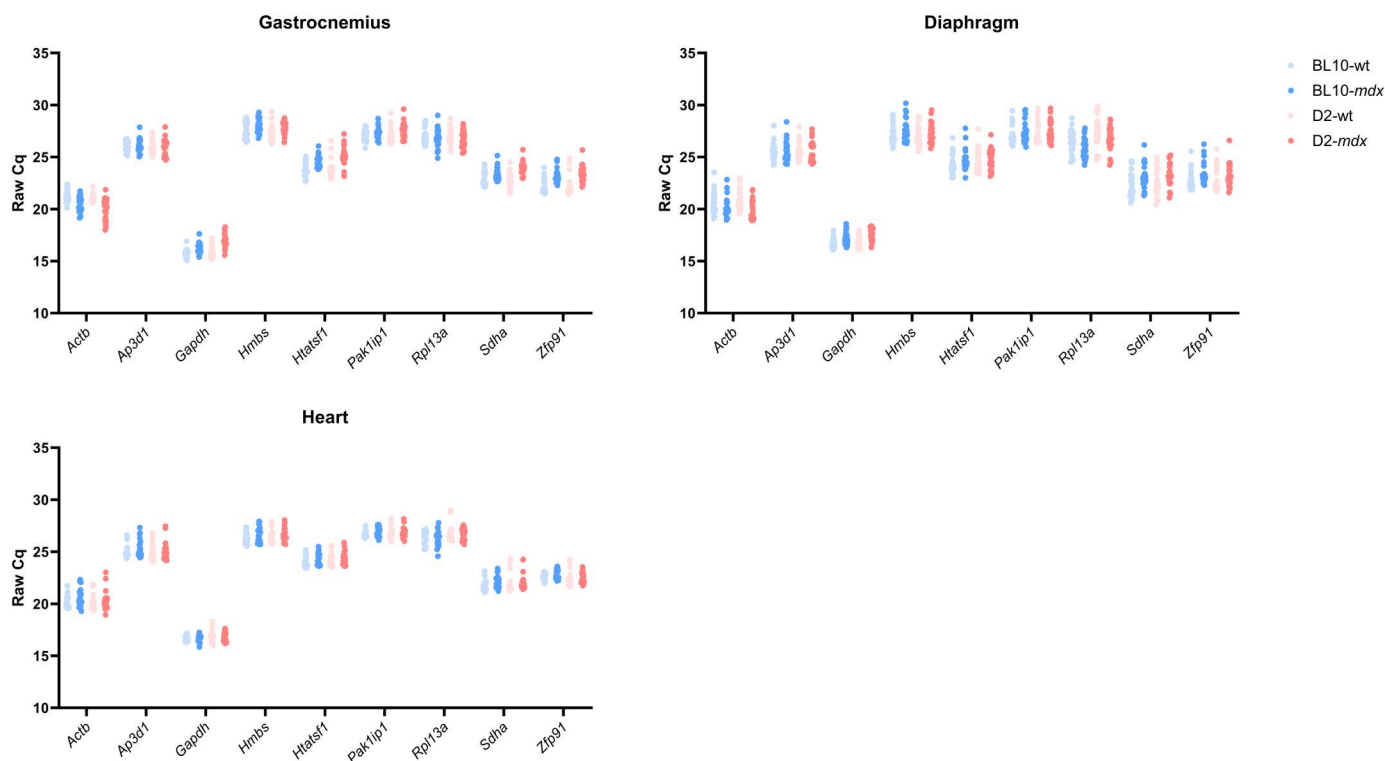 Gastrocnemius
35
30
25
20
15
10
Raw Cq
Actb
Ap3d1
Gapdh
Hmbs
Htatsf1
Pak1ip1
Rpl13a
Sdha
Zfp91
Diaphragm
35
30
25
20
15
10
Raw Cq
Actb
Ap3d1
Gapdh
Hmbs
Htatsf1
Pak1ip1
Rpl13a
Sdha
Zfp91
BL10-wt
BL10-mdx
D2-wt
D2-mdx
Heart
35
30
25
20
15
10
Raw Cq
Actb
Ap3d1
Gapdh
Hmbs
Htatsf1
Pak1ip1
Rpl13a
Sdha
Zfp91